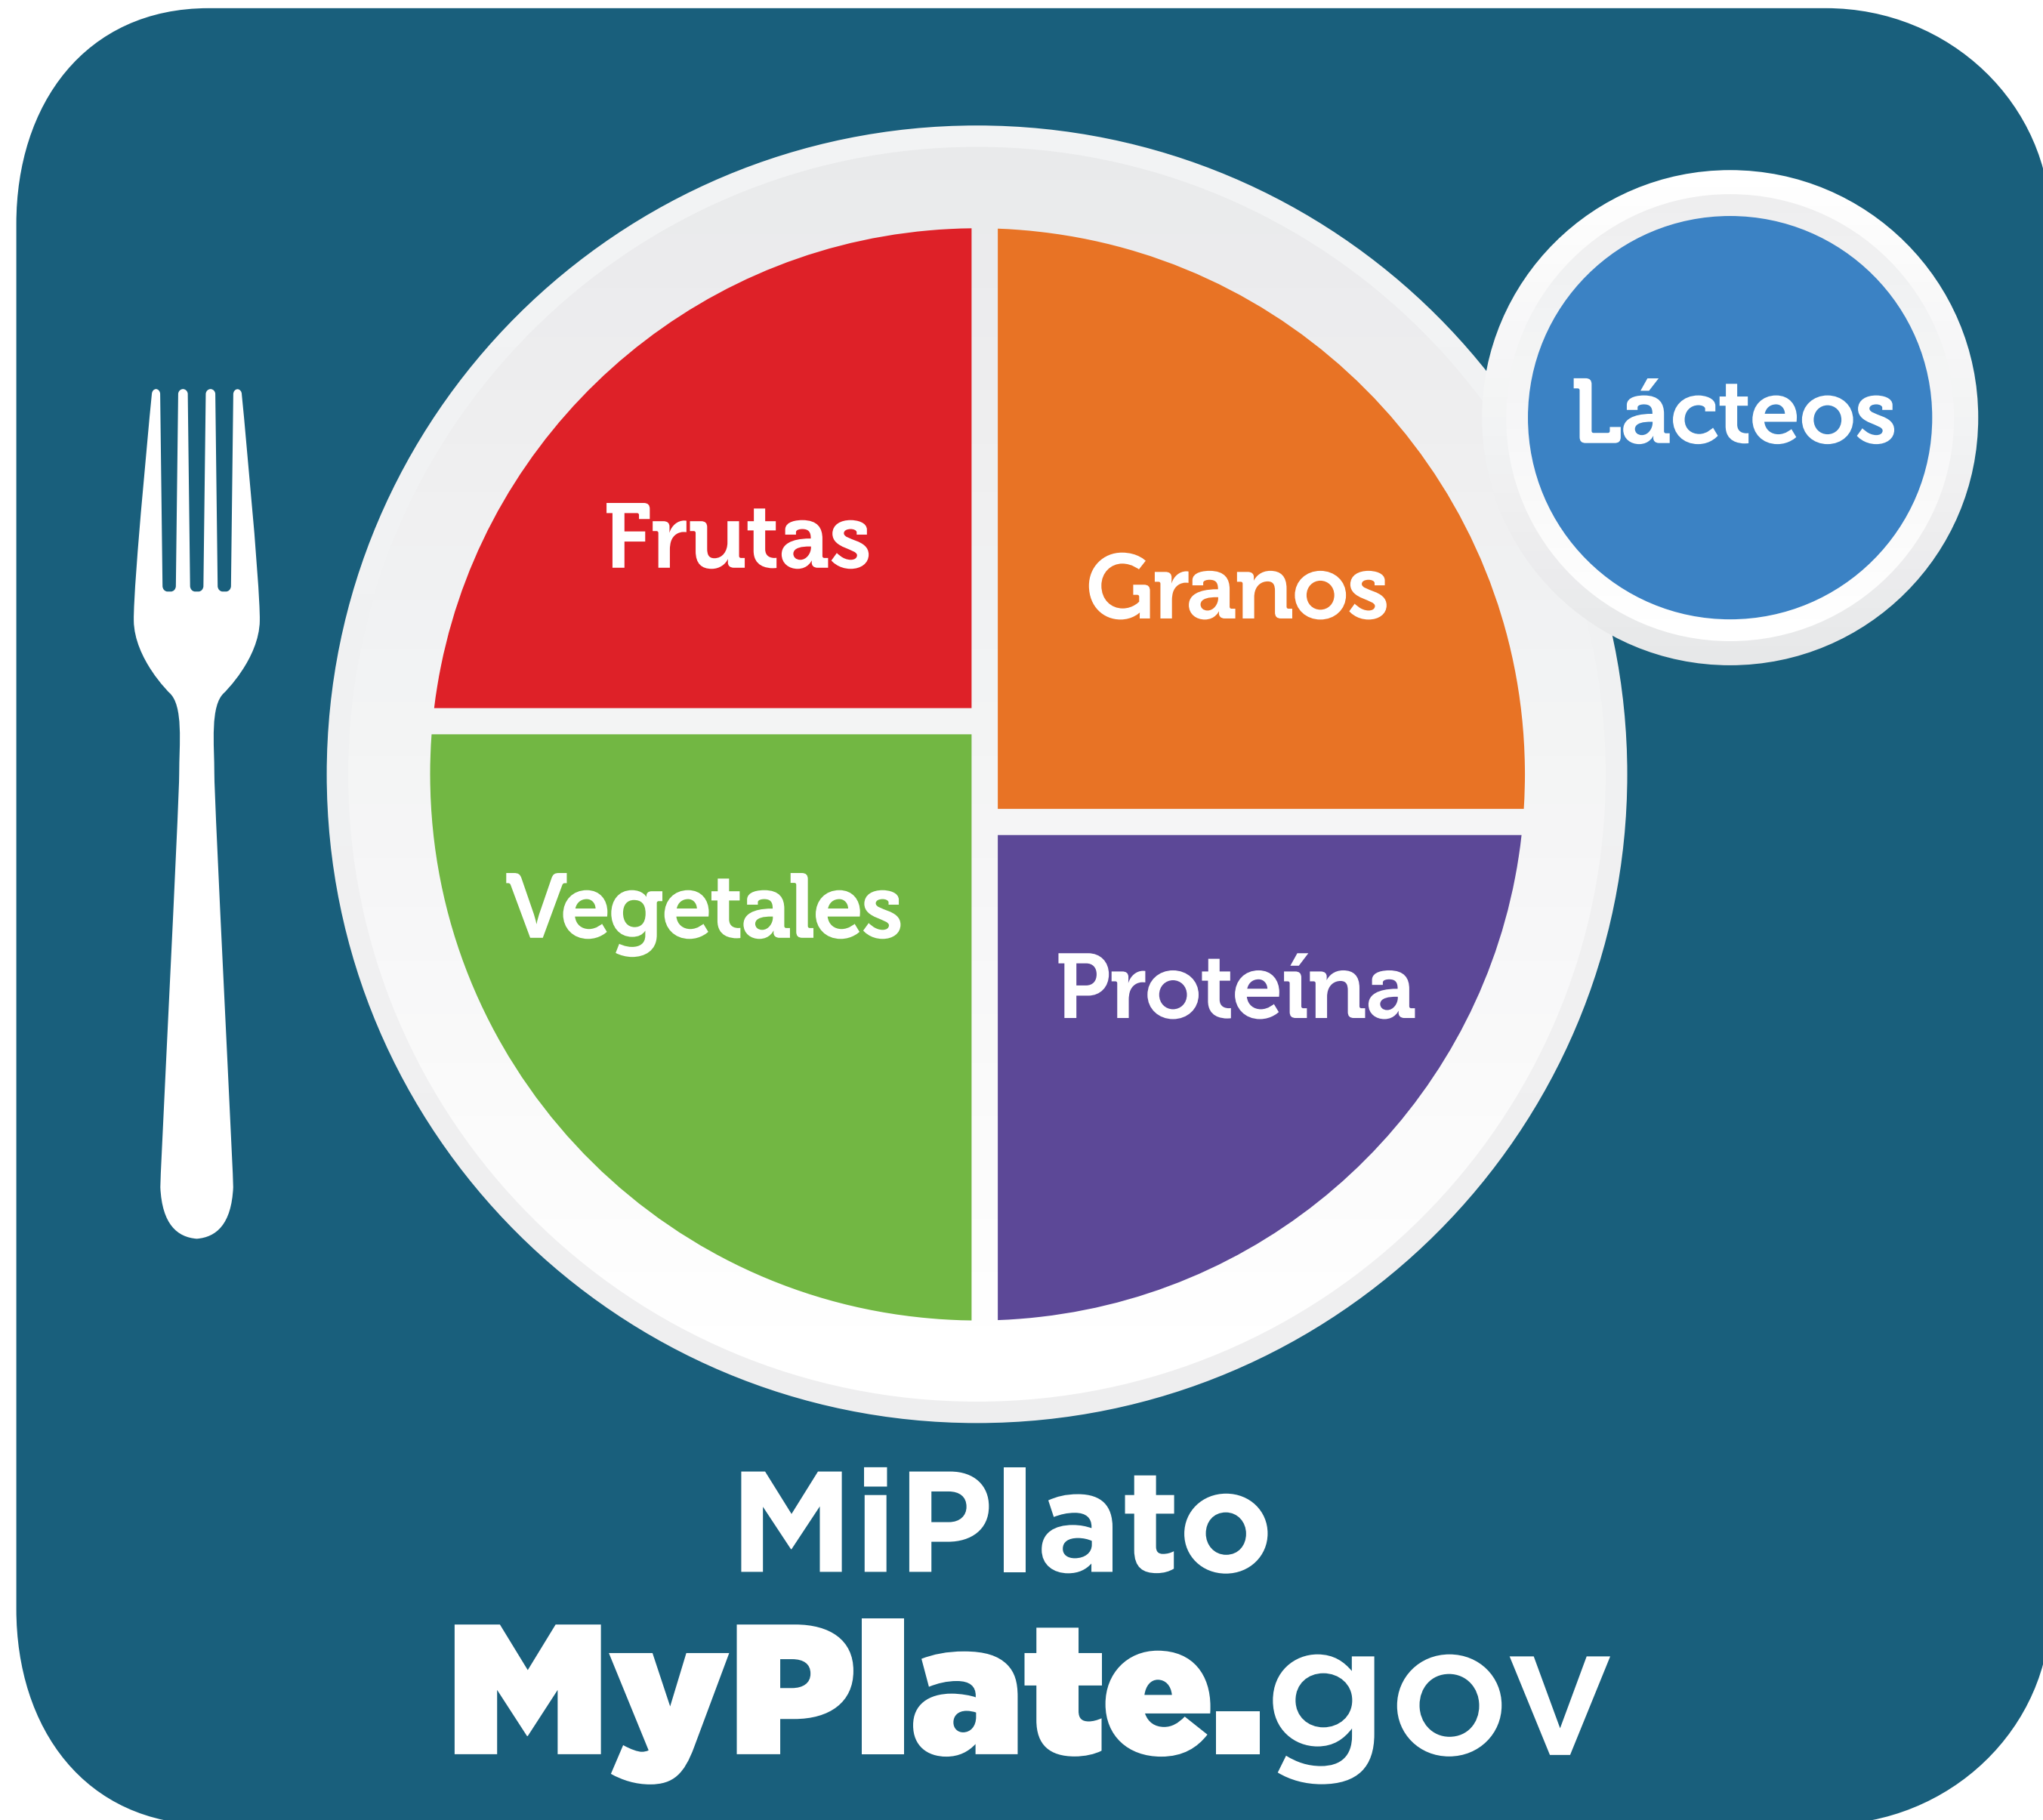 Frutas
Granos
Lácteos
Vegetales
Proteína
MiPlato
MyPlate.gov